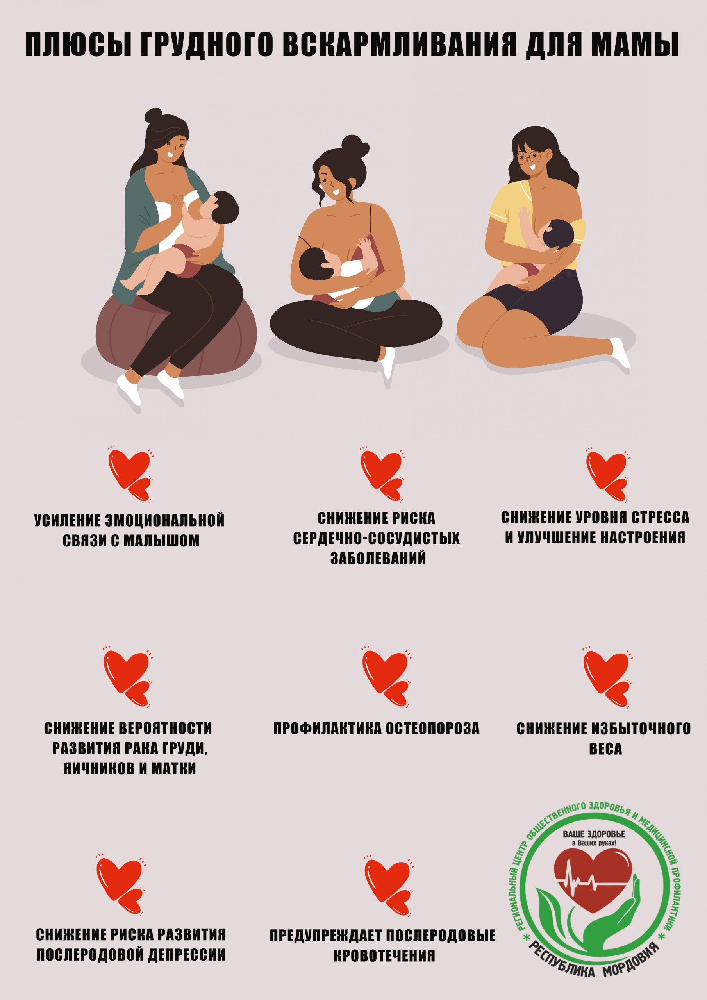 ПЛЮСЫ ГРУДНОГО ВСКАРМЛИВАНИЯ ДЛЯ МАМЫ
УСИЛЕНИЕ ЭМОЦИОНАЛЬНОЙ
СВЯЗИ С МАЛЫШОМ
СНИЖЕНИЕ РИСКА
СЕРДЕЧНО-СОСУДИСТЫХ
ЗАБОЛЕВАНИЙ
СНИЖЕНИЕ УРОВНЯ СТРЕССА
И УЛУЧШЕНИЕ НАСТРОЕНИЯ
СНИЖЕНИЕ ВЕРОЯТНОСТИ
РАЗВИТИЯ РАКА ГРУДИ,
ЯИЧНИКОВ И МАТКИ
ПРОФИЛАКТИКА ОСТЕОПОРОЗА
СНИЖЕНИЕ ИЗБЫТОЧНОГО
ВЕСА
СНИЖЕНИЕ РИСКА РАЗВИТИЯ
ПОСЛЕРОДОВОЙ ДЕПРЕССИИ
ПРЕДУПРЕЖДАЕТ ПОСЛЕРОДОВЫЕ
КРОВОТЕЧЕНИЯ
РЕГИОНАЛЬНЫЙ ЦЕНТР ОБЩЕСТВЕННОГО ЗДОРОВЬЯ И МЕДИЦИНСКОЙ ПРОФИЛАКТИКИ
ВАШЕ ЗДОРОВЬЕ
в Ваших руках!
* РЕСПУБЛИКА МОРДОВИЯ *